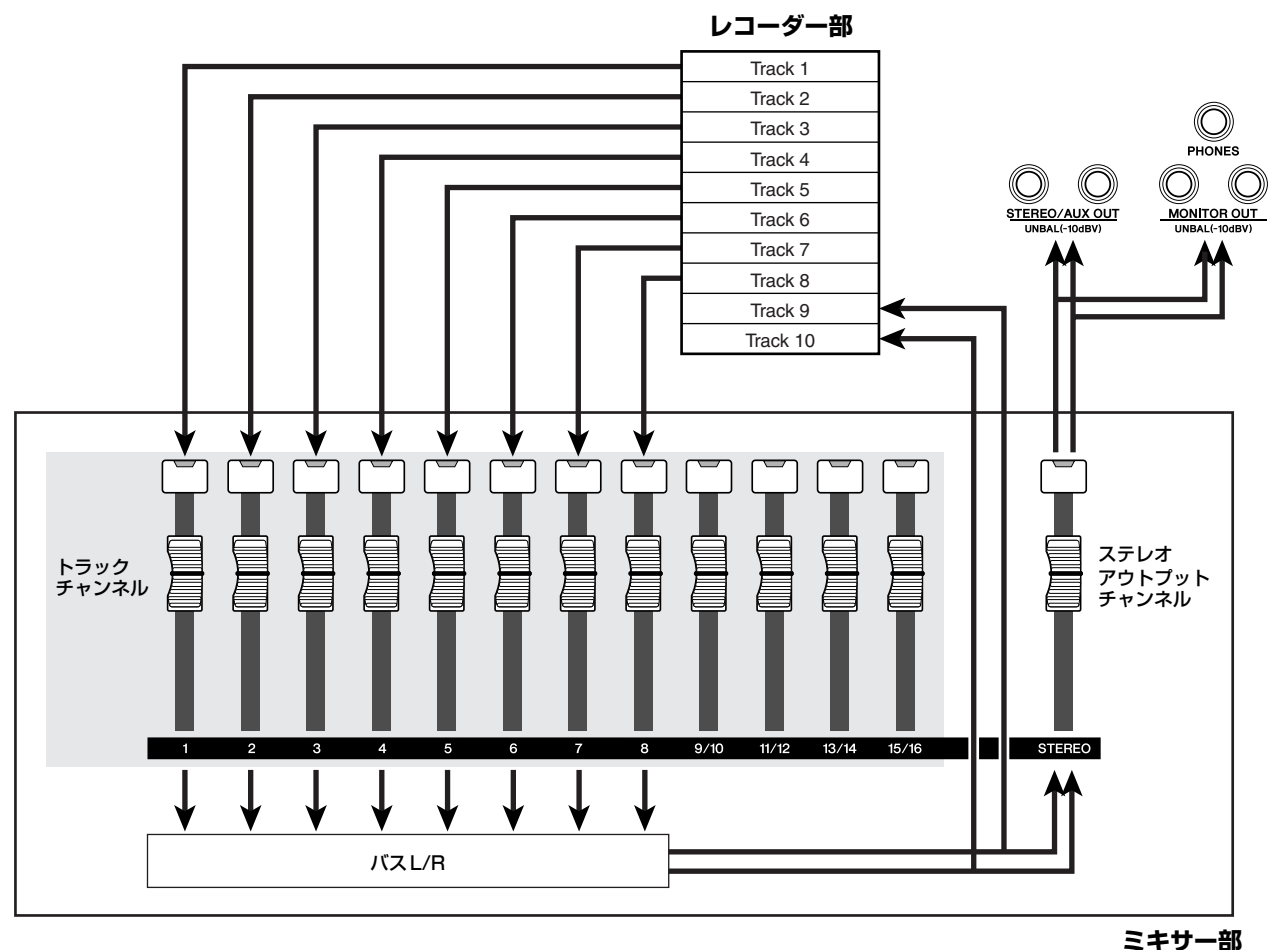 レコーダー部
Track 1
Track 2
Track 3
Track 4
Track 5
Track 6
Track 7
Track 8
Track 9
Track 10
PHONES
STEREO/AUX OUT
UNBAL(-10dBV)
MONITOR OUT
UNBAL(-10dBV)
トラック
チャンネル
ステレオ
アウトプット
チャンネル
1 2 3 4 5 6 7 8 9/10 11/12 13/14 15/16 STEREO
バスL/R
ミキサー部